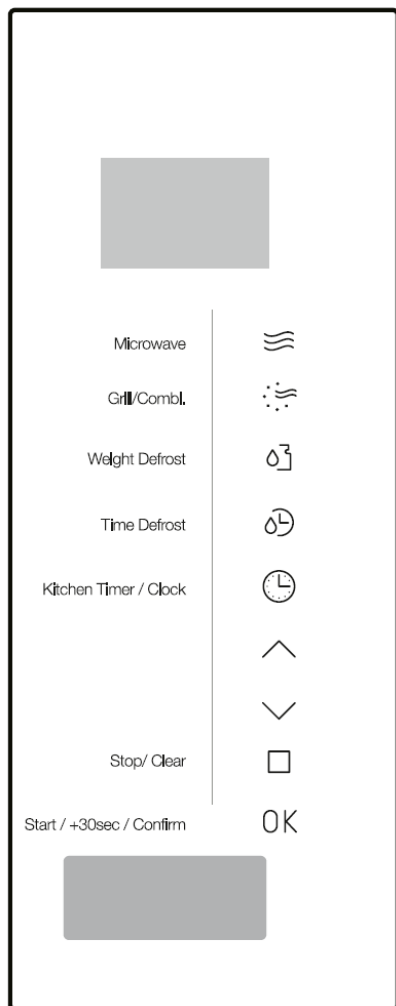 Microwave
Grill/Combi.
Weight Defrost
Time Defrost
Kitchen Timer / Clock
Stop/ Clear
Start / +30sec / Confirm OK